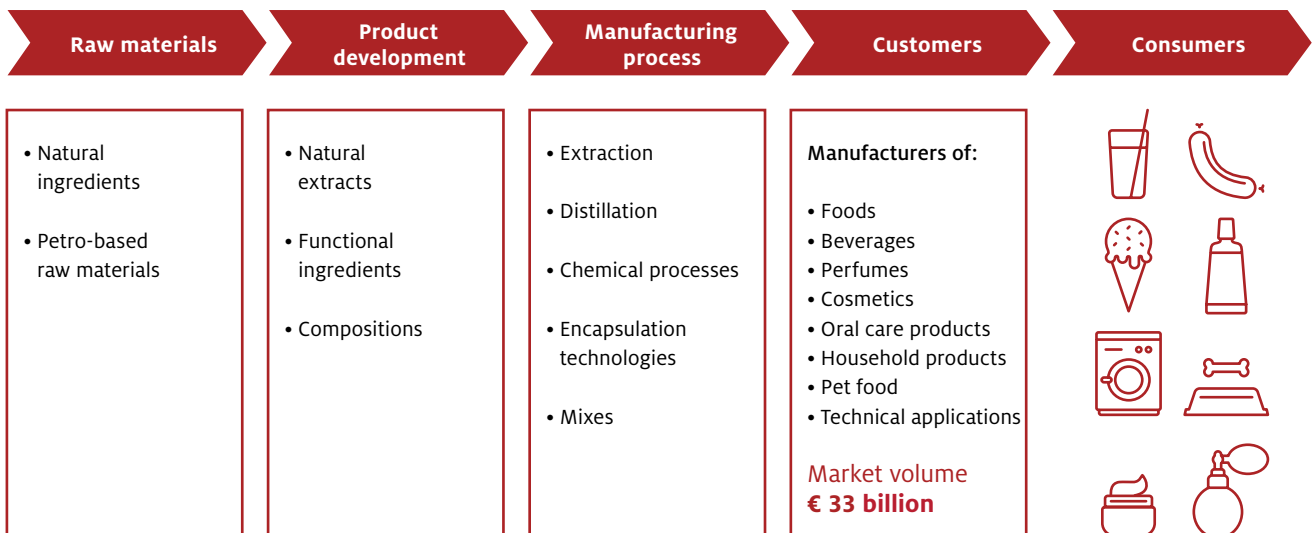 Raw materials
Product
development
Manufacturing
process
Customers
Consumers
• Natural
ingredients
• Petro-based
raw materials
• Natural
extracts
• Functional
ingredients
• Compositions
• Extraction
• Distillation
• Chemical processes
• Encapsulation
technologies
• Mixes
Manufacturers of:
• Foods
• Beverages
• Perfumes
• Cosmetics
• Oral care products
• Household products
• Pet food
• Technical applications
Market volume
€ 33 billion